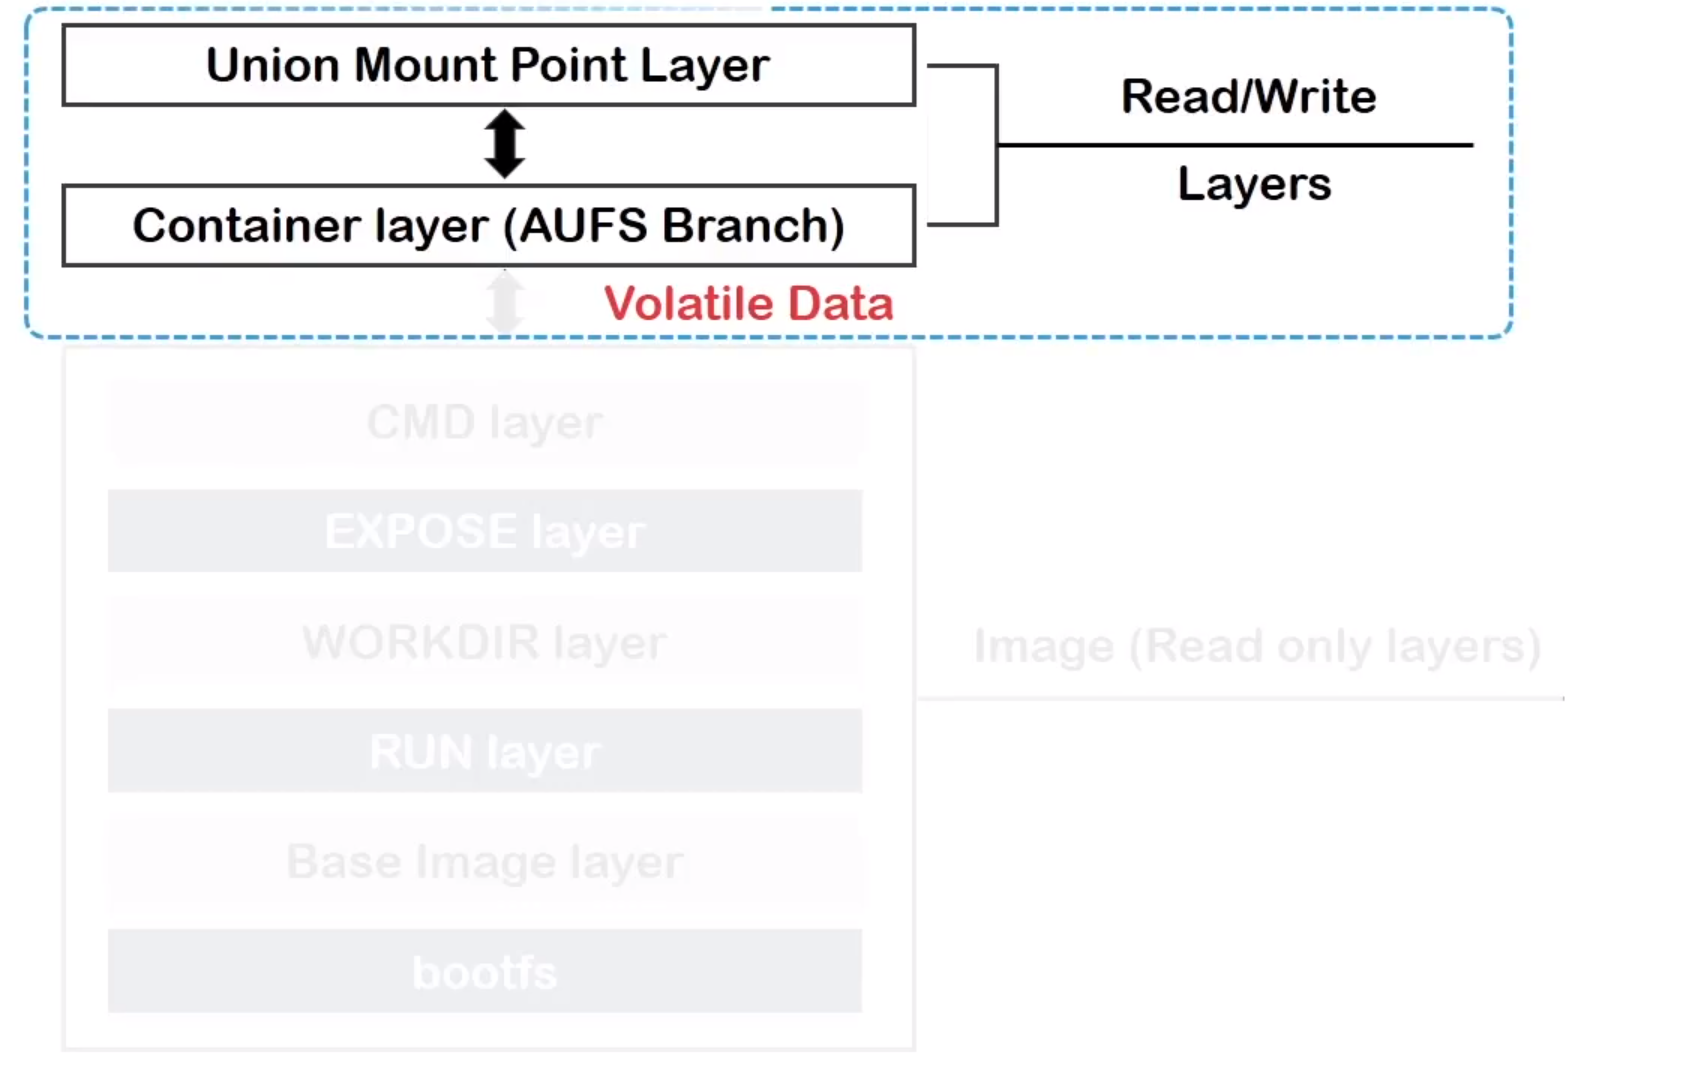 Union Mount Point Layer
Read/Write
Layers
Container layer (AUFS Branch)
Volatile Data
CMD layer
EXPOSE layer
WORKDIR layer
Image (Read only layers)
RUN layer
Base Image layer
bootfs